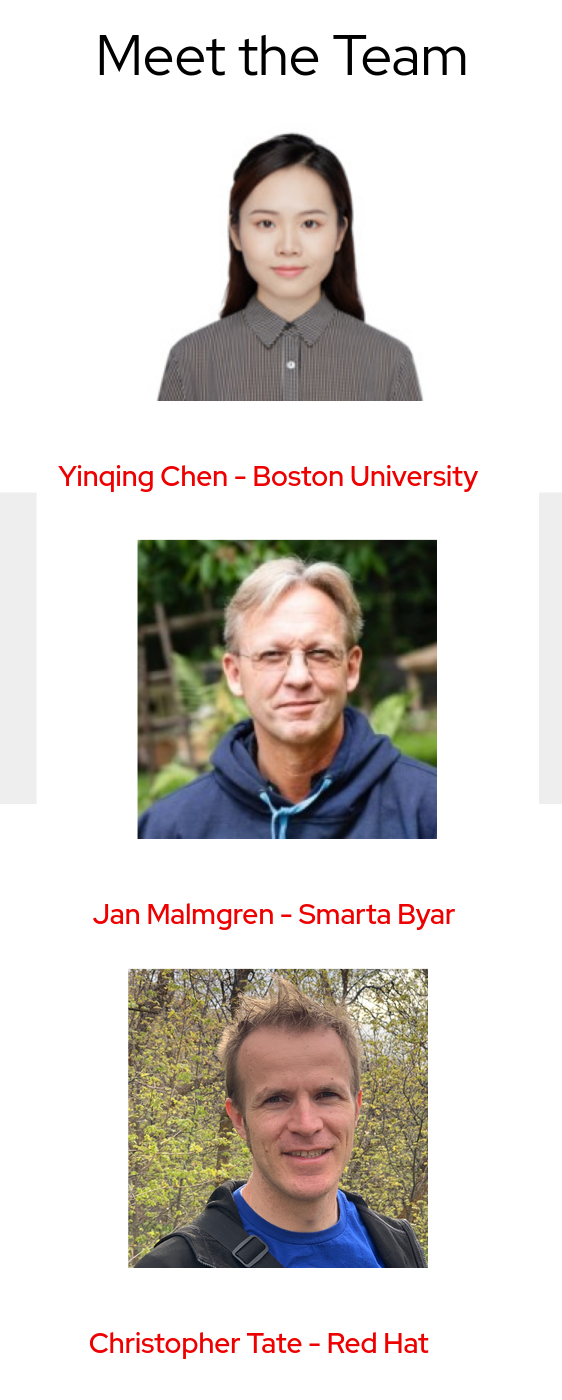 Meet the Team
Yinqing Chen - Boston University
Jan Malmgren - Smarta Byar
Christopher Tate - Red Hat